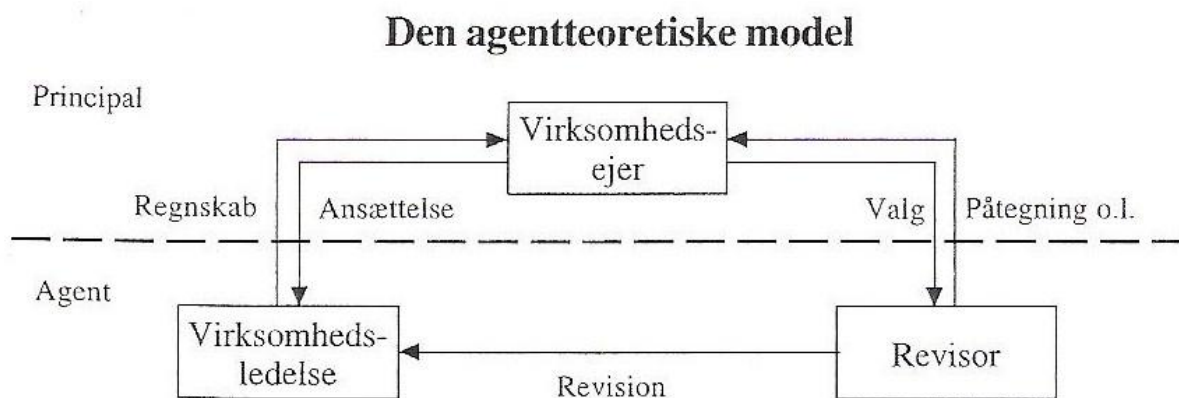 Den agentteoretiske model
Principal
Virksomheds-
ejer
Regnskab
Ansættelse
Valg
Påtegning o.l.
Agent
Virksomheds-
ledelse
Revision
Revisor